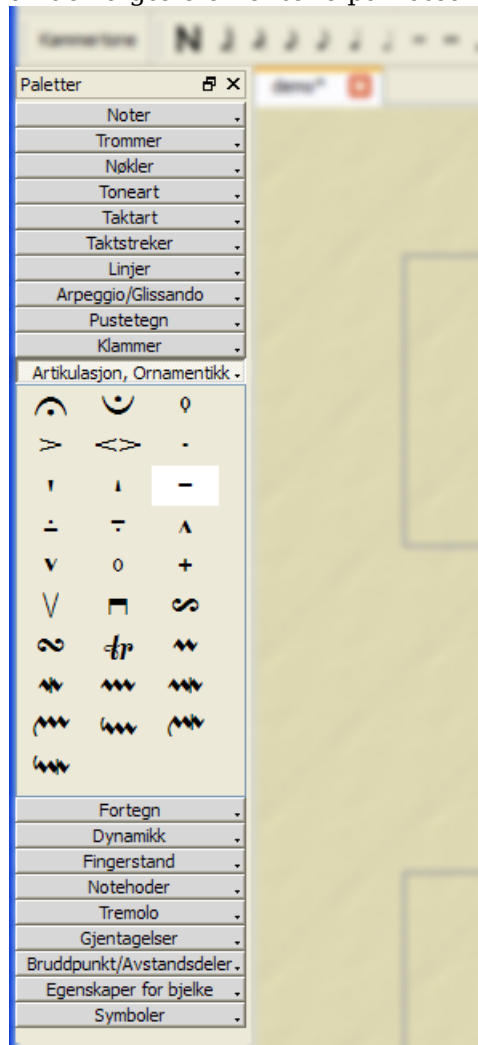 Kammertone
N
Paletter
demo*
Noter
Trommer
Nøkler
Toneart
Taktart
Taktstreker
Linjer
Arpeggio/Glissando
Pustetegn
Klammer
Artikulasjon, Ornamentikk
Fortegn
Dynamikk
Fingerstand
Notehoder
Tremolo
Gjentagelser
Bruddpunkt/Avstandsdeler
Egenskaper for bjelke
Symboler